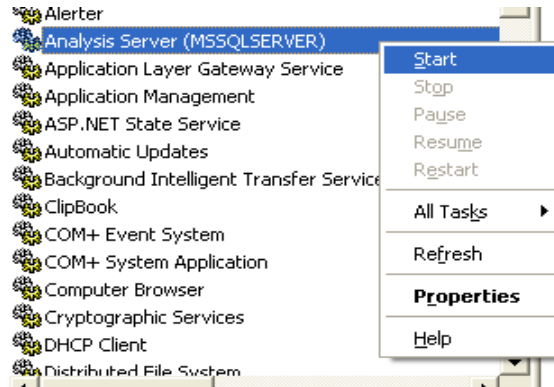 Alerter
Analysis Server (MSSQLSERVER)
Application Layer Gateway Service
Application Management
ASP.NET State Service
Automatic Updates
Background Intelligent Transfer Service
ClipBook
COM+ Event System
COM+ System Application
Computer Browser
Cryptographic Services
DHCP Client
Distributed File System
Start
Stop
Pause
Resume
Restart
All Tasks
Refresh
Properties
Help